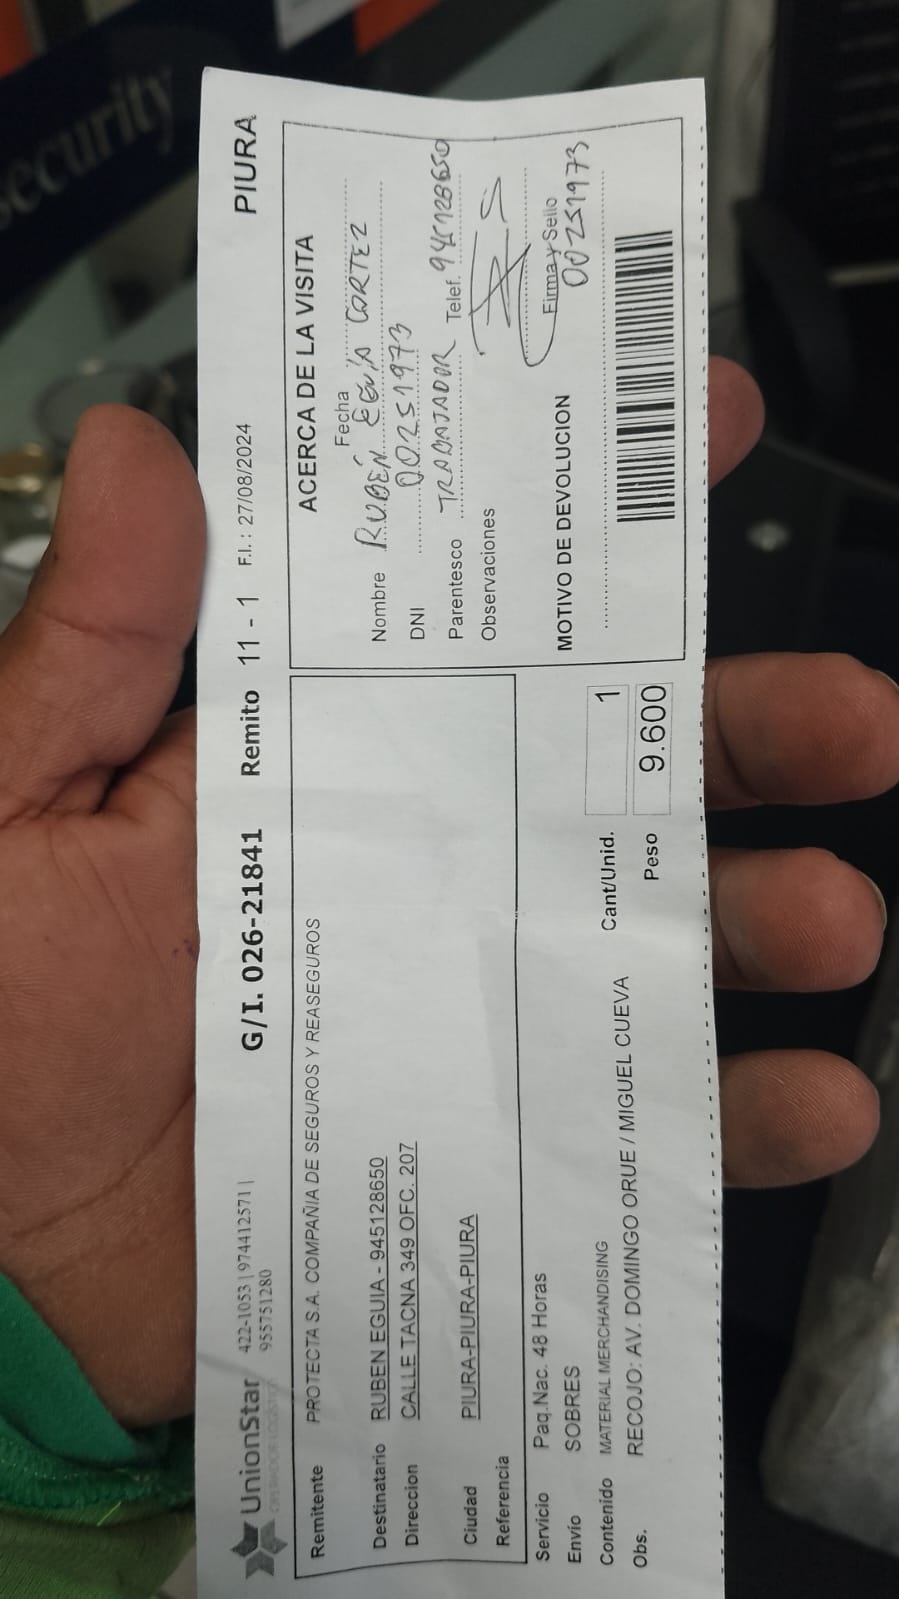 security
UnionStar 422-1053 | 974412571 | G/I. 026-21841 Remito 11 - 1 F.I. : 27/08/2024 PIURA
955751280
Remitente PROTECTA S.A. COMPAÑIA DE SEGUROS Y REASEGUROS
Destinatario RUBEN EGUIA - 945128650
Direccion CALLE TACNA 349 OFC. 207
Ciudad PIURA-PIURA-PIURA
Referencia
Servicio Paq.Nac. 48 Horas
Envío SOBRES
Contenido MATERIAL MERCHANDISING Cant/Unid. 1
Obs. RECOJO: AV. DOMINGO ORUE / MIGUEL CUEVA Peso 9.600
ACERCA DE LA VISITA
Fecha
Nombre RUBÉN EGUÍA CORTEZ
DNI 00251973
Parentesco TRABAJADOR Telef. 945128650
Observaciones
Firma y Sello
00251973
MOTIVO DE DEVOLUCION